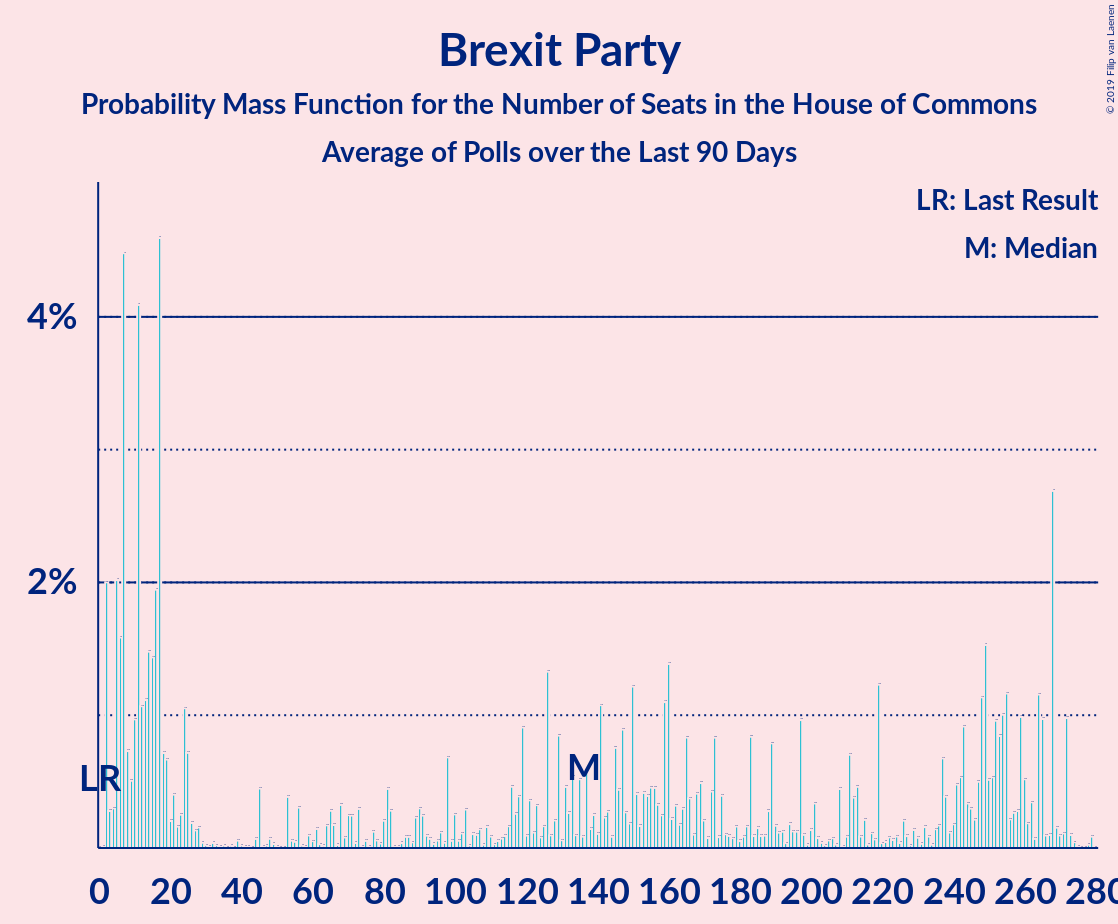 Brexit Party
Probability Mass Function for the Number of Seats in the House of Commons
Average of Polls over the Last 90 Days
© 2019 Filip van Laenen
LR: Last Result
M: Median
4%
2%
LR
M
0 20 40 60 80 100 120 140 160 180 200 220 240 260 280